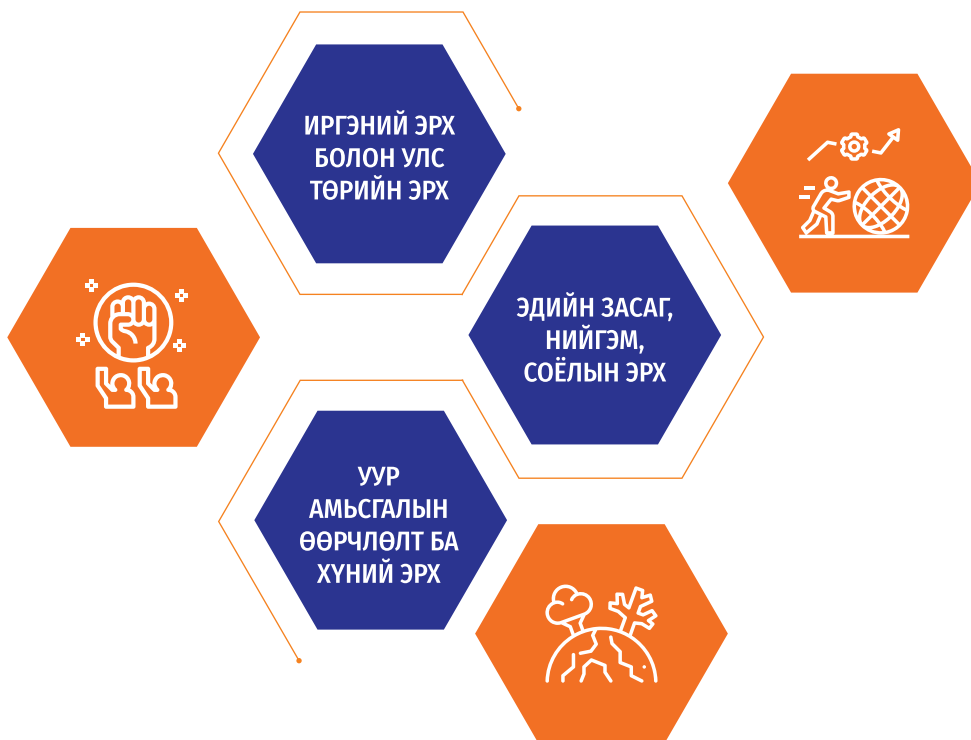 ИРГЭНИЙ ЭРХ
БОЛОН УЛС
ТӨРИЙН ЭРХ
ЭДИЙН ЗАСАГ,
НИЙГЭМ,
СОЁЛЫН ЭРХ
УУР
АМЬСГАЛЫН
ӨӨРЧЛӨЛТ БА
ХҮНИЙ ЭРХ